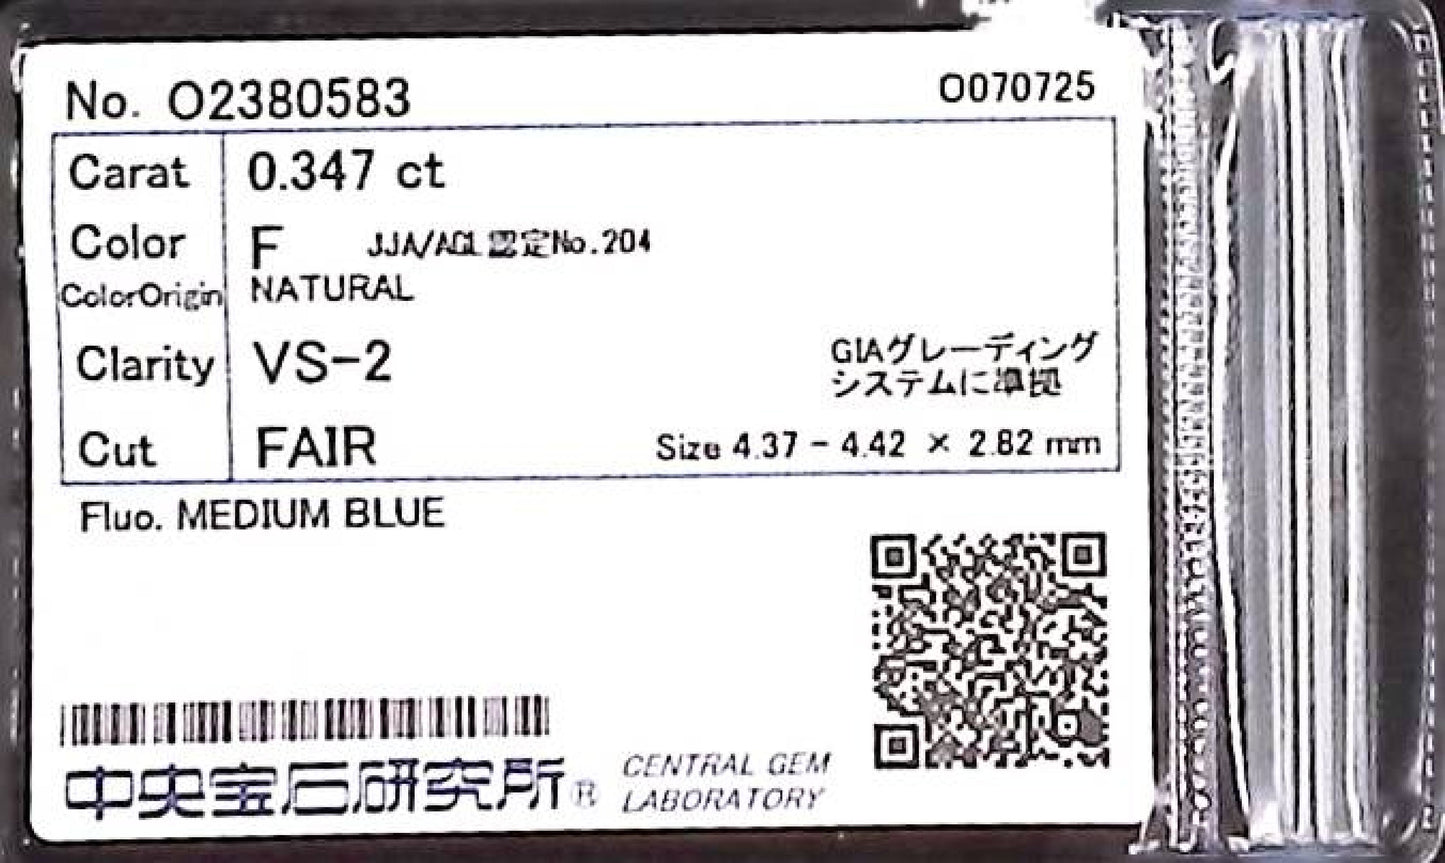 No. O2380583
O070725
Carat 0.347 ct
Color F JJA/AGL認定No.204
ColorOrigin NATURAL
Clarity VS-2
GIAグレーディング
システムに準拠
Cut FAIR Size 4.37 - 4.42 × 2.82 mm
Fluo. MEDIUM BLUE
中央宝石研究所® CENTRAL GEM
LABORATORY